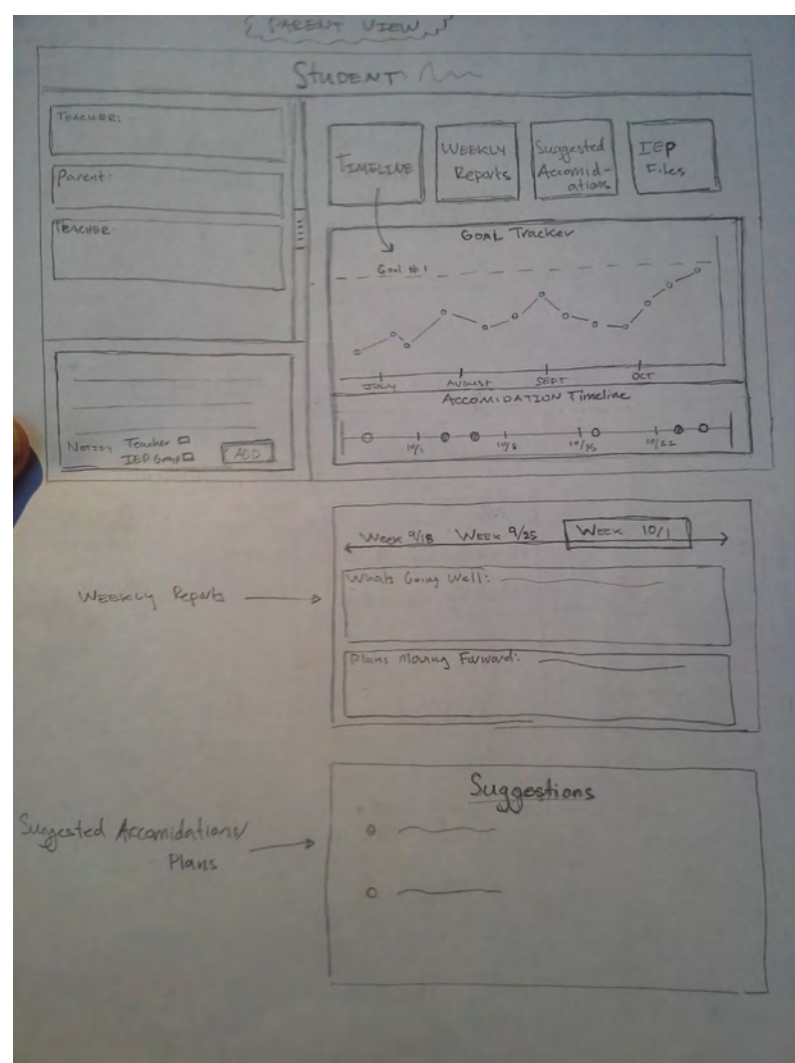 PARENT VIEW
STUDENT:
TEACHER:
Parent:
TEACHER
NOTIFY Teacher
IEP Group
ADD
TIMELINE
WEEKLY
Reports
Suggested
Accomid-
ations
IEP
Files
GOAL Tracker
Goal #1
JULY AUGUST SEPT OCT
ACCOMIDATION Timeline
10/1 10/8 10/15 10/22
WEEK 9/18 WEEK 9/25 WEEK 10/1
Whats Going Well:
Plans Moving Forward:
WEEKLY Reports
Suggestions
Suggested Accomidations/
Plans